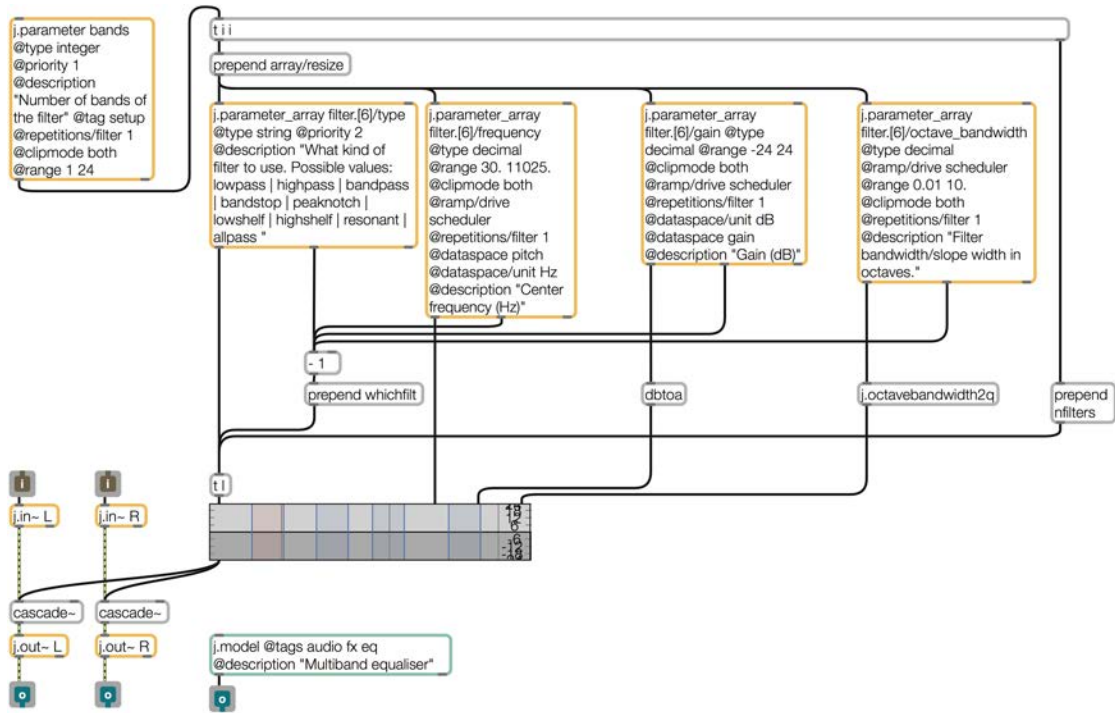 j.parameter bands
@type integer
@priority 1
@description
"Number of bands of
the filter" @tag setup
@repetitions/filter 1
@clipmode both
@range 1 24
t i i
prepend array/resize
j.parameter_array filter.[6]/type
@type string @priority 2
@description "What kind of
filter to use. Possible values:
lowpass | highpass | bandpass
| bandstop | peaknotch |
lowshelf | highshelf | resonant |
allpass "
j.parameter_array
filter.[6]/frequency
@type decimal
@range 30. 11025.
@clipmode both
@ramp/drive
scheduler
@repetitions/filter 1
@dataspace pitch
@dataspace/unit Hz
@description "Center
frequency (Hz)"
j.parameter_array
filter.[6]/gain @type
decimal @range -24 24
@clipmode both
@ramp/drive scheduler
@repetitions/filter 1
@dataspace/unit dB
@dataspace gain
@description "Gain (dB)"
j.parameter_array
filter.[6]/octave_bandwidth
@type decimal
@ramp/drive scheduler
@range 0.01 10.
@clipmode both
@repetitions/filter 1
@description "Filter
bandwidth/slope width in
octaves."
- 1
prepend whichfilt
dbtoa
j.octavebandwidth2q
prepend
nfilters
t l
i
i
j.in~ L
j.in~ R
cascade~
cascade~
j.out~ L
j.out~ R
o
o
j.model @tags audio fx eq
@description "Multiband equaliser"
o